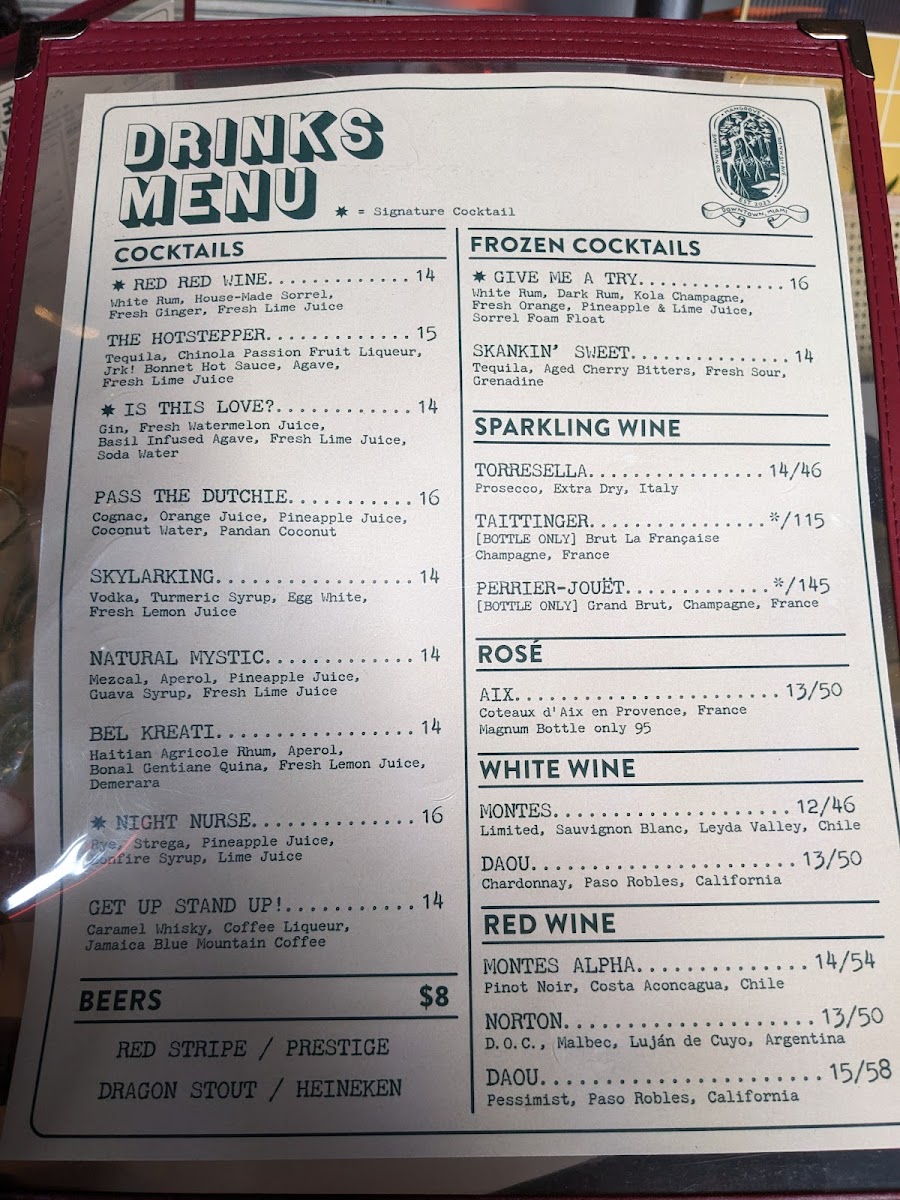 DRINKS
MENU
✷ = Signature Cocktail
MANGROVE
EST 2021
DOWNTOWN, MIAMI
COCKTAILS
✷ RED RED WINE.............14
White Rum, House-Made Sorrel,
Fresh Ginger, Fresh Lime Juice
THE HOTSTEPPER.............15
Tequila, Chinola Passion Fruit Liqueur,
Jrk! Bonnet Hot Sauce, Agave,
Fresh Lime Juice
✷ IS THIS LOVE?............14
Gin, Fresh Watermelon Juice,
Basil Infused Agave, Fresh Lime Juice,
Soda Water
PASS THE DUTCHIE...........16
Cognac, Orange Juice, Pineapple Juice,
Coconut Water, Pandan Coconut
SKYLARKING.................14
Vodka, Turmeric Syrup, Egg White,
Fresh Lemon Juice
NATURAL MYSTIC.............14
Mezcal, Aperol, Pineapple Juice,
Guava Syrup, Fresh Lime Juice
BEL KREATI.................14
Haitian Agricole Rhum, Aperol,
Bonal Gentiane Quina, Fresh Lemon Juice,
Demerara
✷ NIGHT NURSE..............16
Rye, Strega, Pineapple Juice,
Bonfire Syrup, Lime Juice
GET UP STAND UP!...........14
Caramel Whisky, Coffee Liqueur,
Jamaica Blue Mountain Coffee
BEERS $8
RED STRIPE / PRESTIGE
DRAGON STOUT / HEINEKEN
FROZEN COCKTAILS
✷ GIVE ME A TRY..............16
White Rum, Dark Rum, Kola Champagne,
Fresh Orange, Pineapple & Lime Juice,
Sorrel Foam Float
SKANKIN' SWEET...............14
Tequila, Aged Cherry Bitters, Fresh Sour,
Grenadine
SPARKLING WINE
TORRESELLA................14/46
Prosecco, Extra Dry, Italy
TAITTINGER................*/115
[BOTTLE ONLY] Brut La Française
Champagne, France
PERRIER-JOUËT.............*/145
[BOTTLE ONLY] Grand Brut, Champagne, France
ROSÉ
AIX........................13/50
Coteaux d'Aix en Provence, France
Magnum Bottle only 95
WHITE WINE
MONTES.....................12/46
Limited, Sauvignon Blanc, Leyda Valley, Chile
DAOU.......................13/50
Chardonnay, Paso Robles, California
RED WINE
MONTES ALPHA...............14/54
Pinot Noir, Costa Aconcagua, Chile
NORTON.....................13/50
D.O.C., Malbec, Luján de Cuyo, Argentina
DAOU.......................15/58
Pessimist, Paso Robles, California